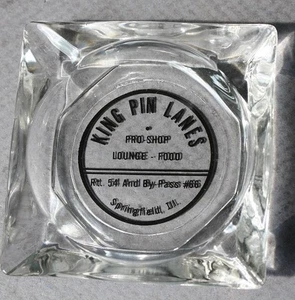 KING PIN LANES
PRO SHOP
LOUNGE - FOOD
Rt. 54 And By-Pass #66
Springfield, Ill.